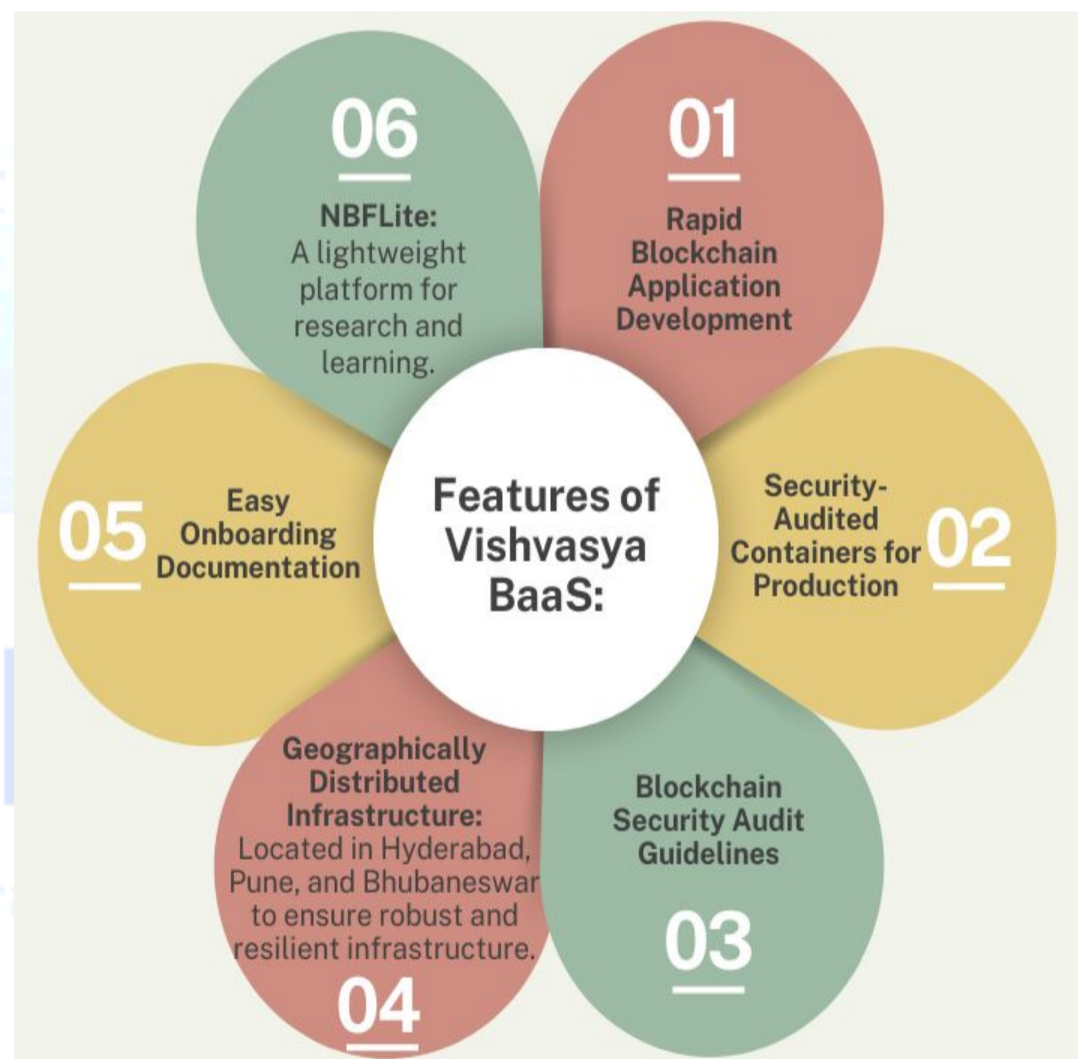 Features of
Vishvasya
BaaS:
01
Rapid
Blockchain
Application
Development
02
Security-
Audited
Containers for
Production
03
Blockchain
Security Audit
Guidelines
04
Geographically
Distributed
Infrastructure:
Located in Hyderabad,
Pune, and Bhubaneswar
to ensure robust and
resilient infrastructure.
05
Easy
Onboarding
Documentation
06
NBFLite:
A lightweight
platform for
research and
learning.